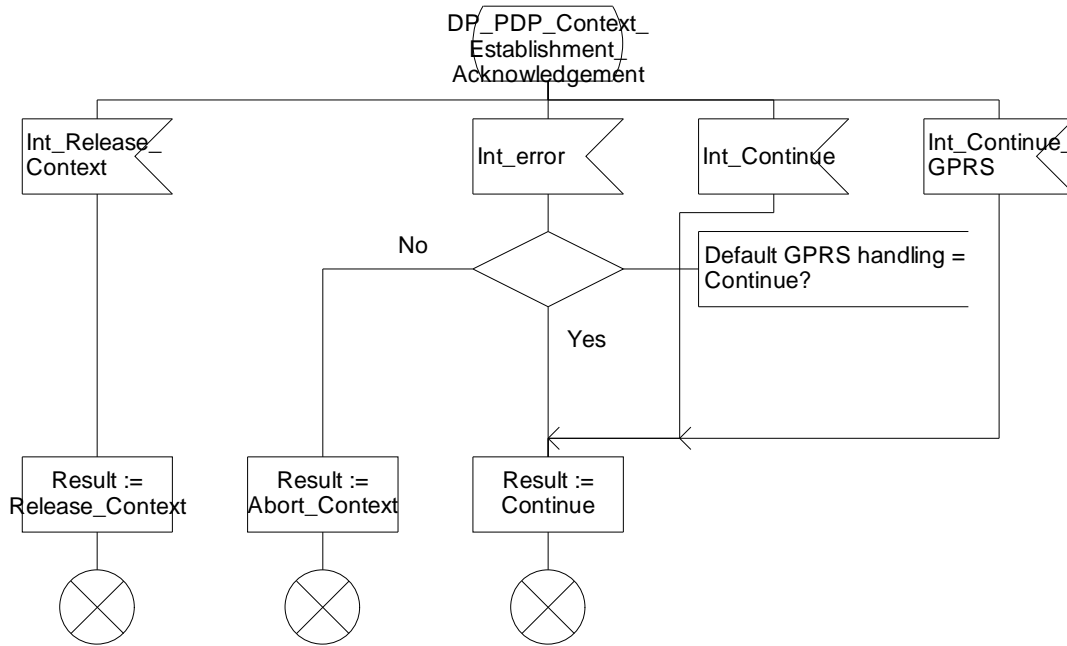 DP_PDP_Context_
Establishment_
Acknowledgement
Int_Release_
Context
Int_error
Int_Continue
Int_Continue_
GPRS
No
Default GPRS handling =
Continue?
Yes
Result :=
Release_Context
Result :=
Abort_Context
Result :=
Continue